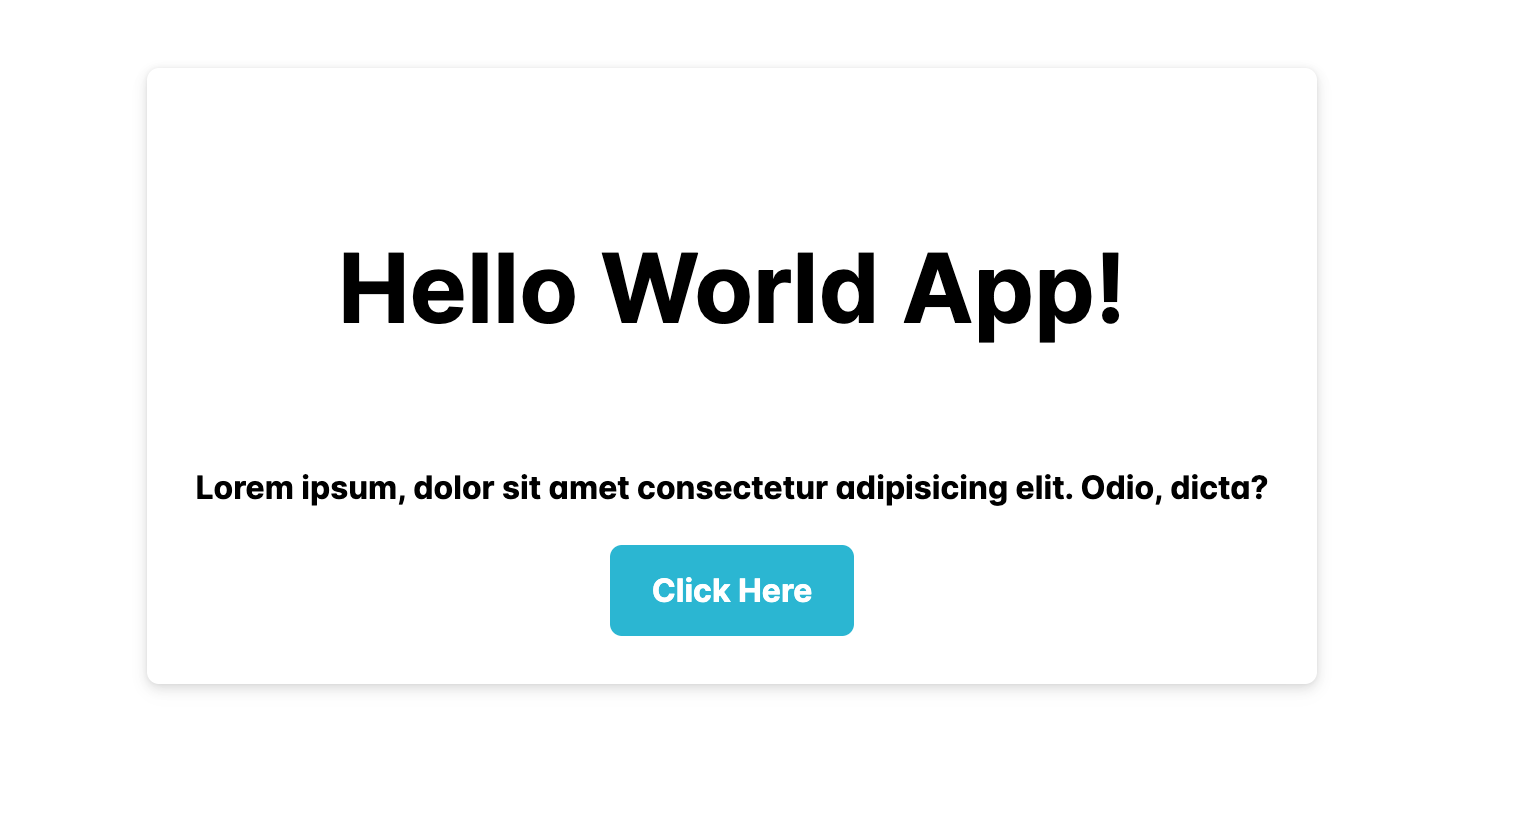 Hello World App!
Lorem ipsum, dolor sit amet consectetur adipisicing elit. Odio, dicta?
Click Here